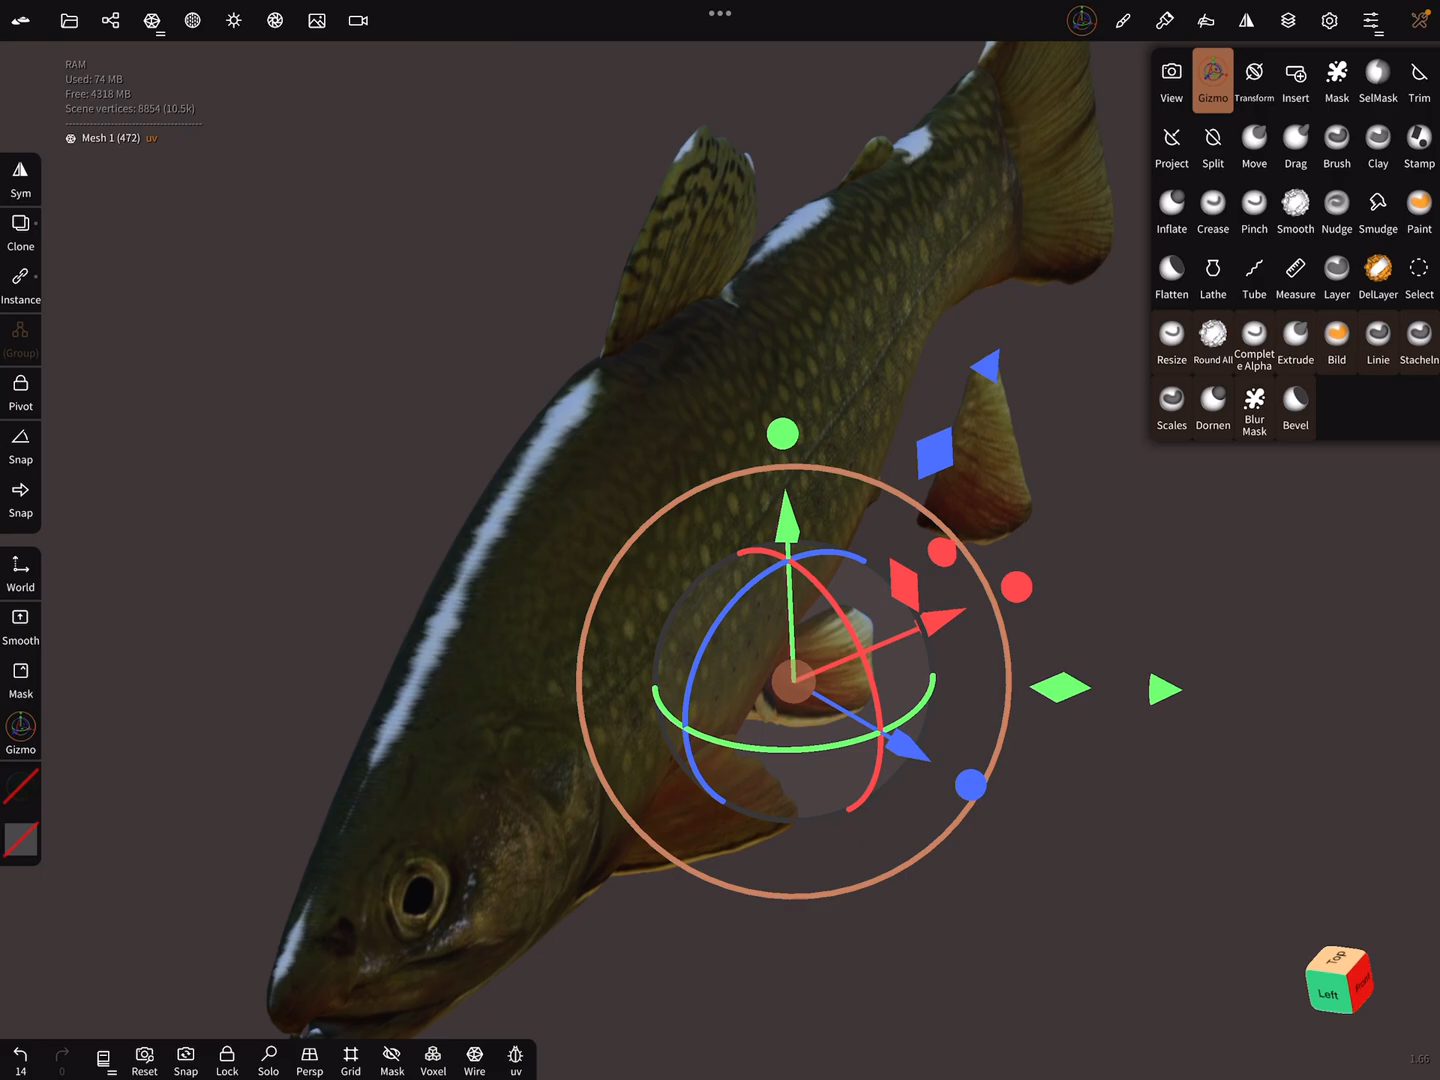 RAM
Used: 74 MB
Free: 4318 MB
Scene vertices: 8854 (10.5k)
Mesh 1 (472) uv
Sym
Clone
Instance
(Group)
Pivot
Snap
Snap
World
Smooth
Mask
Gizmo
View Gizmo Transform Insert Mask SelMask Trim
Project Split Move Drag Brush Clay Stamp
Inflate Crease Pinch Smooth Nudge Smudge Paint
Flatten Lathe Tube Measure Layer DelLayer Select
Resize Round All Complet
e Alpha Extrude Bild Linie Stacheln
Scales Dornen Blur
Mask Bevel
Top
Left
14 0 Reset Snap Lock Solo Persp Grid Mask Voxel Wire uv
1.66